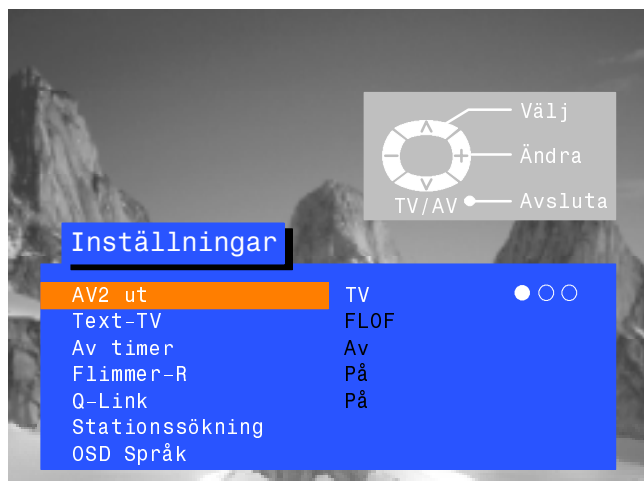 Välj
Ändra
TV/AV Avsluta
Inställningar
AV2 ut TV
Text-TV FLOF
Av timer Av
Flimmer-R På
Q-Link På
Stationssökning
OSD Språk